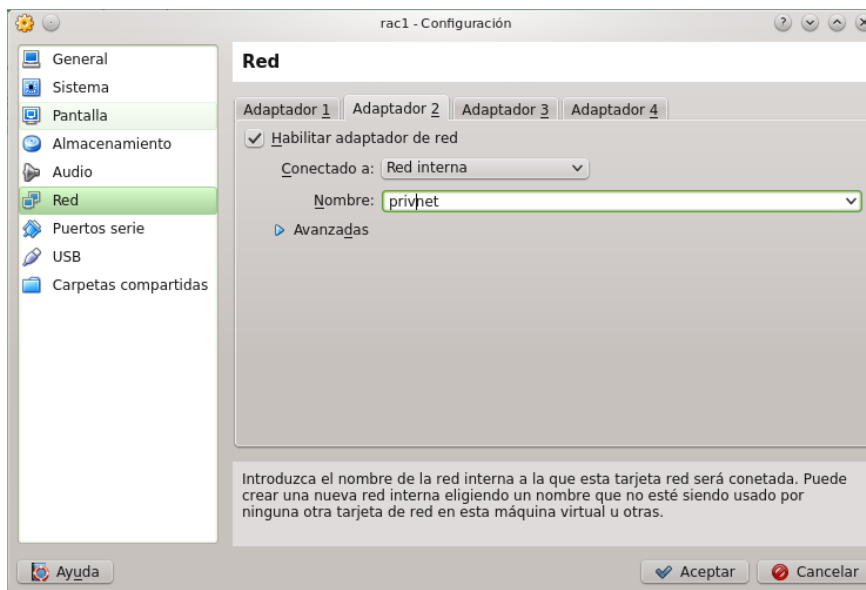 rac1 - Configuración
General
Sistema
Pantalla
Almacenamiento
Audio
Red
Puertos serie
USB
Carpetas compartidas
Red
Adaptador 1 Adaptador 2 Adaptador 3 Adaptador 4
Habilitar adaptador de red
Conectado a: Red interna
Nombre: privnet
Avanzadas
Introduzca el nombre de la red interna a la que esta tarjeta red será conetada. Puede
crear una nueva red interna eligiendo un nombre que no esté siendo usado por
ninguna otra tarjeta de red en esta máquina virtual u otras.
Ayuda Aceptar Cancelar